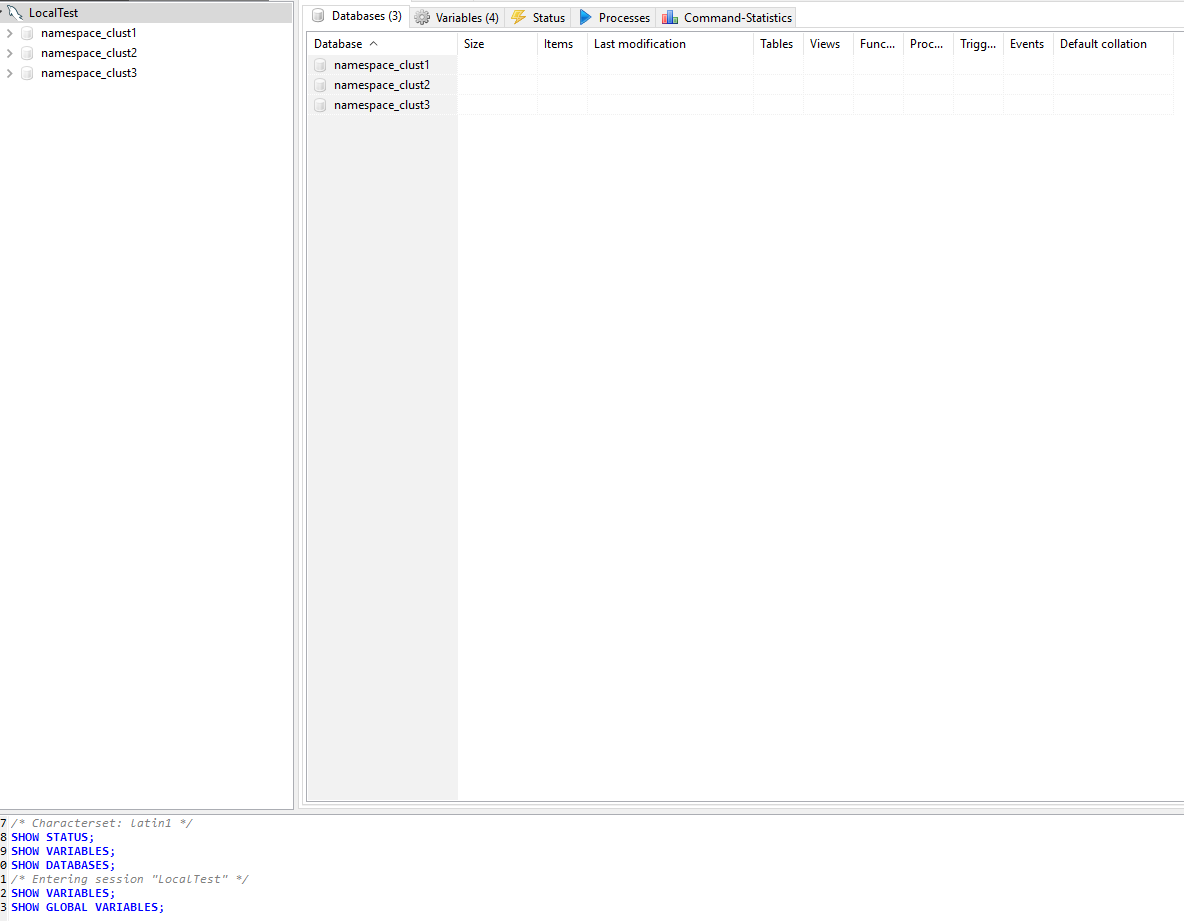 LocalTest
namespace_clust1
namespace_clust2
namespace_clust3
Databases (3) Variables (4) Status Processes Command-Statistics
Database Size Items Last modification Tables Views Func... Proc... Trigg... Events Default collation
namespace_clust1
namespace_clust2
namespace_clust3
7 /* Characterset: latin1 */
8 SHOW STATUS;
9 SHOW VARIABLES;
0 SHOW DATABASES;
1 /* Entering session "LocalTest" */
2 SHOW VARIABLES;
3 SHOW GLOBAL VARIABLES;